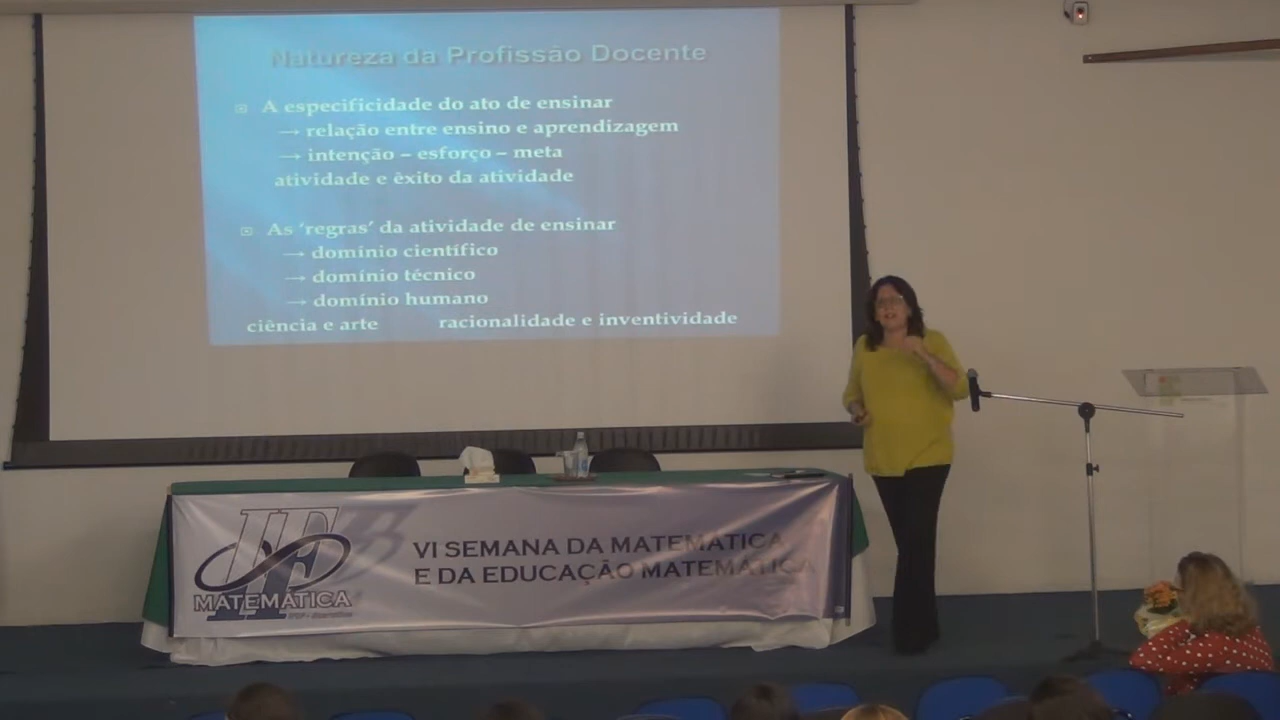 Natureza da Profissão Docente
A especificidade do ato de ensinar
→ relação entre ensino e aprendizagem
→ intenção – esforço – meta
atividade e êxito da atividade
As ‘regras’ da atividade de ensinar
→ domínio científico
→ domínio técnico
→ domínio humano
ciência e arte racionalidade e inventividade
VI SEMANA DA MATEMÁTICA
E DA EDUCAÇÃO MATEMÁTICA
IF
MATEMÁTICA